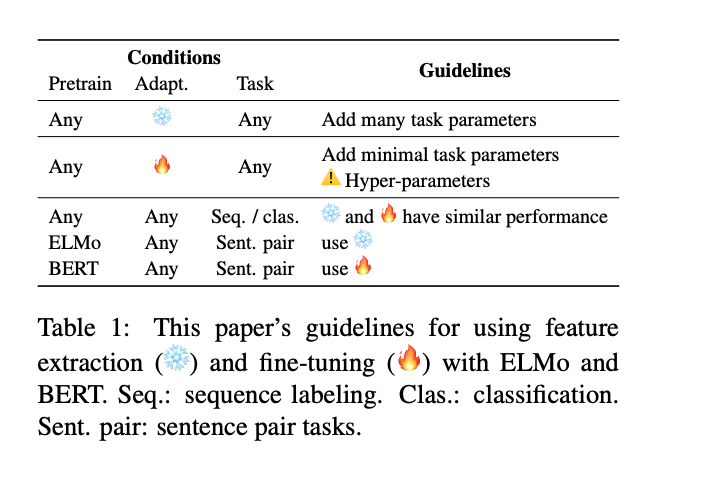 Conditions Guidelines
Pretrain Adapt. Task
Any ❄️ Any Add many task parameters
Any 🔥 Any Add minimal task parameters
⚠️ Hyper-parameters
Any Any Seq. / clas. ❄️ and 🔥 have similar performance
ELMo Any Sent. pair use ❄️
BERT Any Sent. pair use 🔥
Table 1: This paper's guidelines for using feature
extraction (❄️) and fine-tuning (🔥) with ELMo and
BERT. Seq.: sequence labeling. Clas.: classification.
Sent. pair: sentence pair tasks.